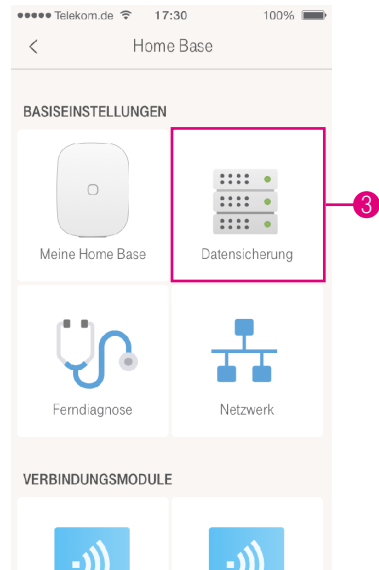 Telekom.de 17:30 100%
Home Base
BASISEINSTELLUNGEN
Meine Home Base
Datensicherung
3
Ferndiagnose
Netzwerk
VERBINDUNGSMODULE